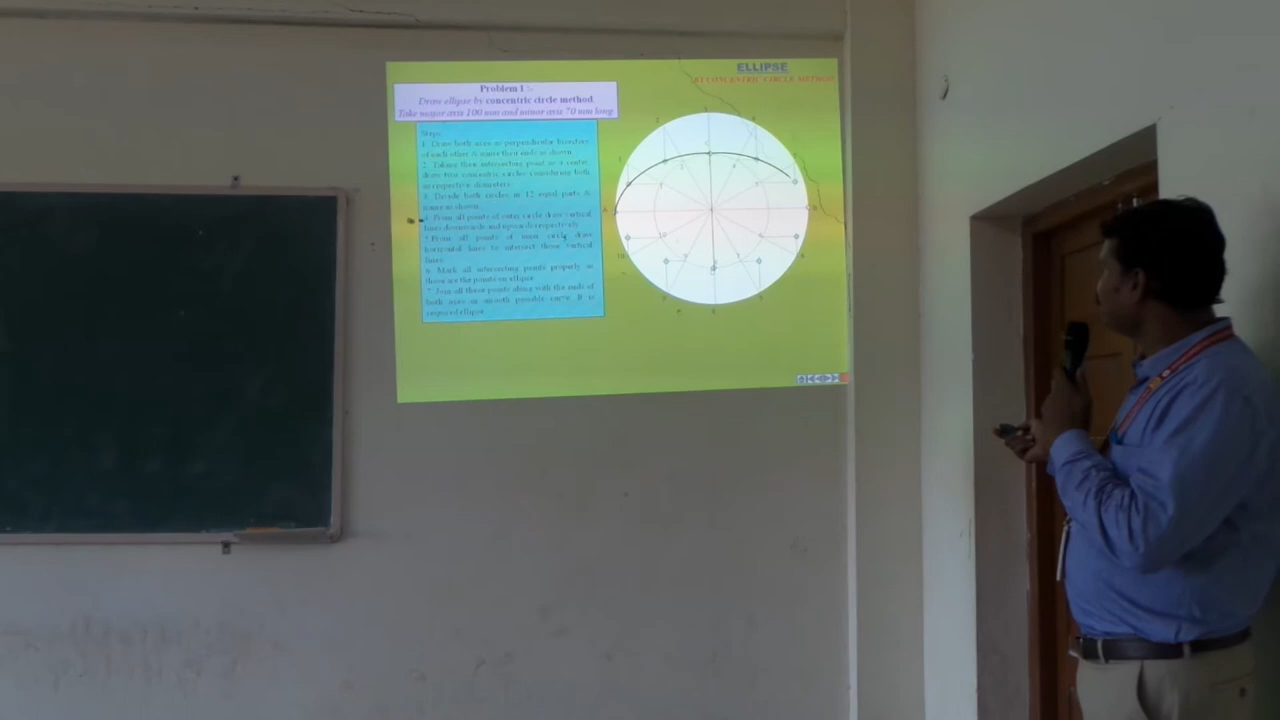 ELLIPSE
BY CONCENTRIC CIRCLE METHOD
Problem 1 :-
Draw ellipse by concentric circle method.
Take major axis 100 mm and minor axis 70 mm long.
Steps:
1. Draw both axes as perpendicular bisectors
of each other & name their ends as shown.
2. Taking their intersecting point as a center,
draw two concentric circles considering both
as respective diameters.
3. Divide both circles in 12 equal parts &
name as shown.
4. From all points of outer circle draw vertical
lines downwards and upwards respectively.
5. From all points of inner circle draw
horizontal lines to intersect those vertical
lines.
6. Mark all intersecting points properly as
those are the points on ellipse.
7. Join all these points along with the ends of
both axes in smooth possible curve. It is
required ellipse.